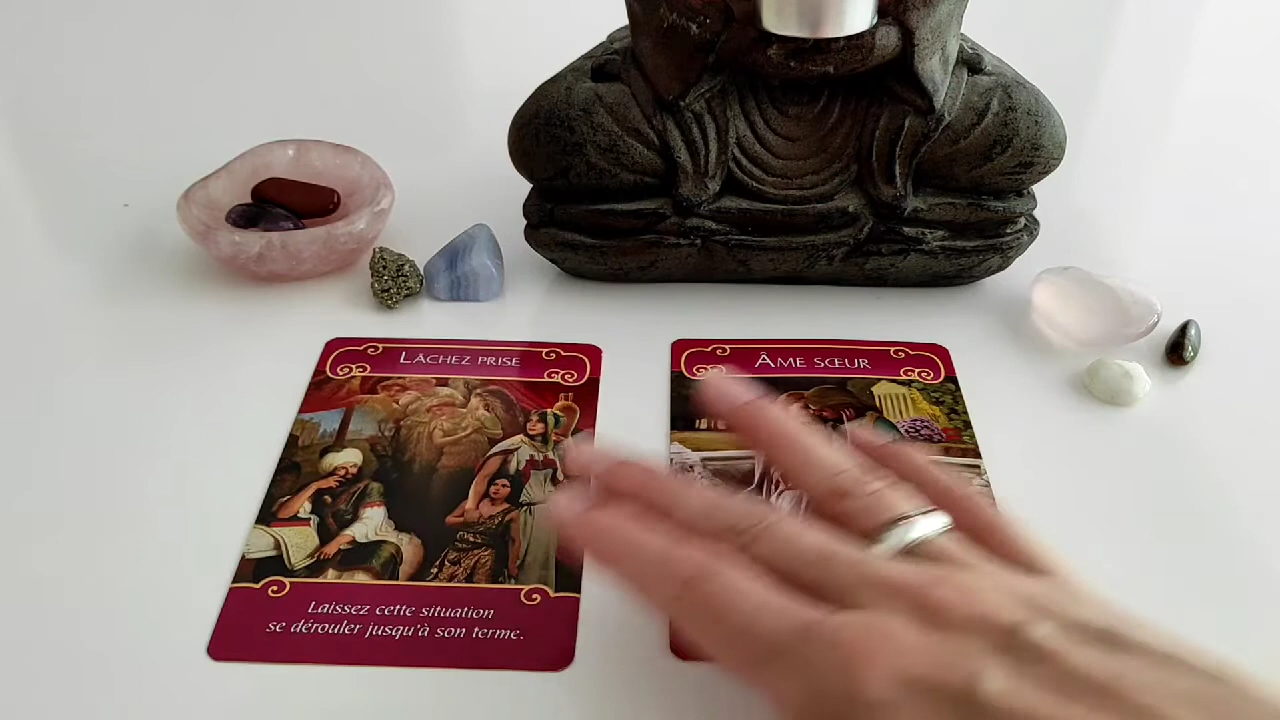 LÂCHEZ PRISE
ÂME SŒUR
Laissez cette situation
se dérouler jusqu'à son terme.